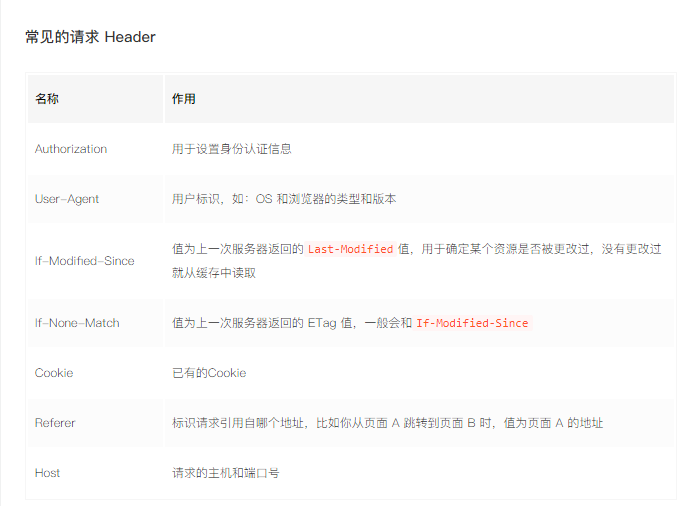 常见的请求 Header
名称 作用
Authorization 用于设置身份认证信息
User-Agent 用户标识，如：OS 和浏览器的类型和版本
If-Modified-Since 值为上一次服务器返回的 Last-Modified 值，用于确定某个资源是否被更改过，没有更改过
就从缓存中读取
If-None-Match 值为上一次服务器返回的 ETag 值，一般会和 If-Modified-Since
Cookie 已有的Cookie
Referer 标识请求引用自哪个地址，比如你从页面 A 跳转到页面 B 时，值为页面 A 的地址
Host 请求的主机和端口号